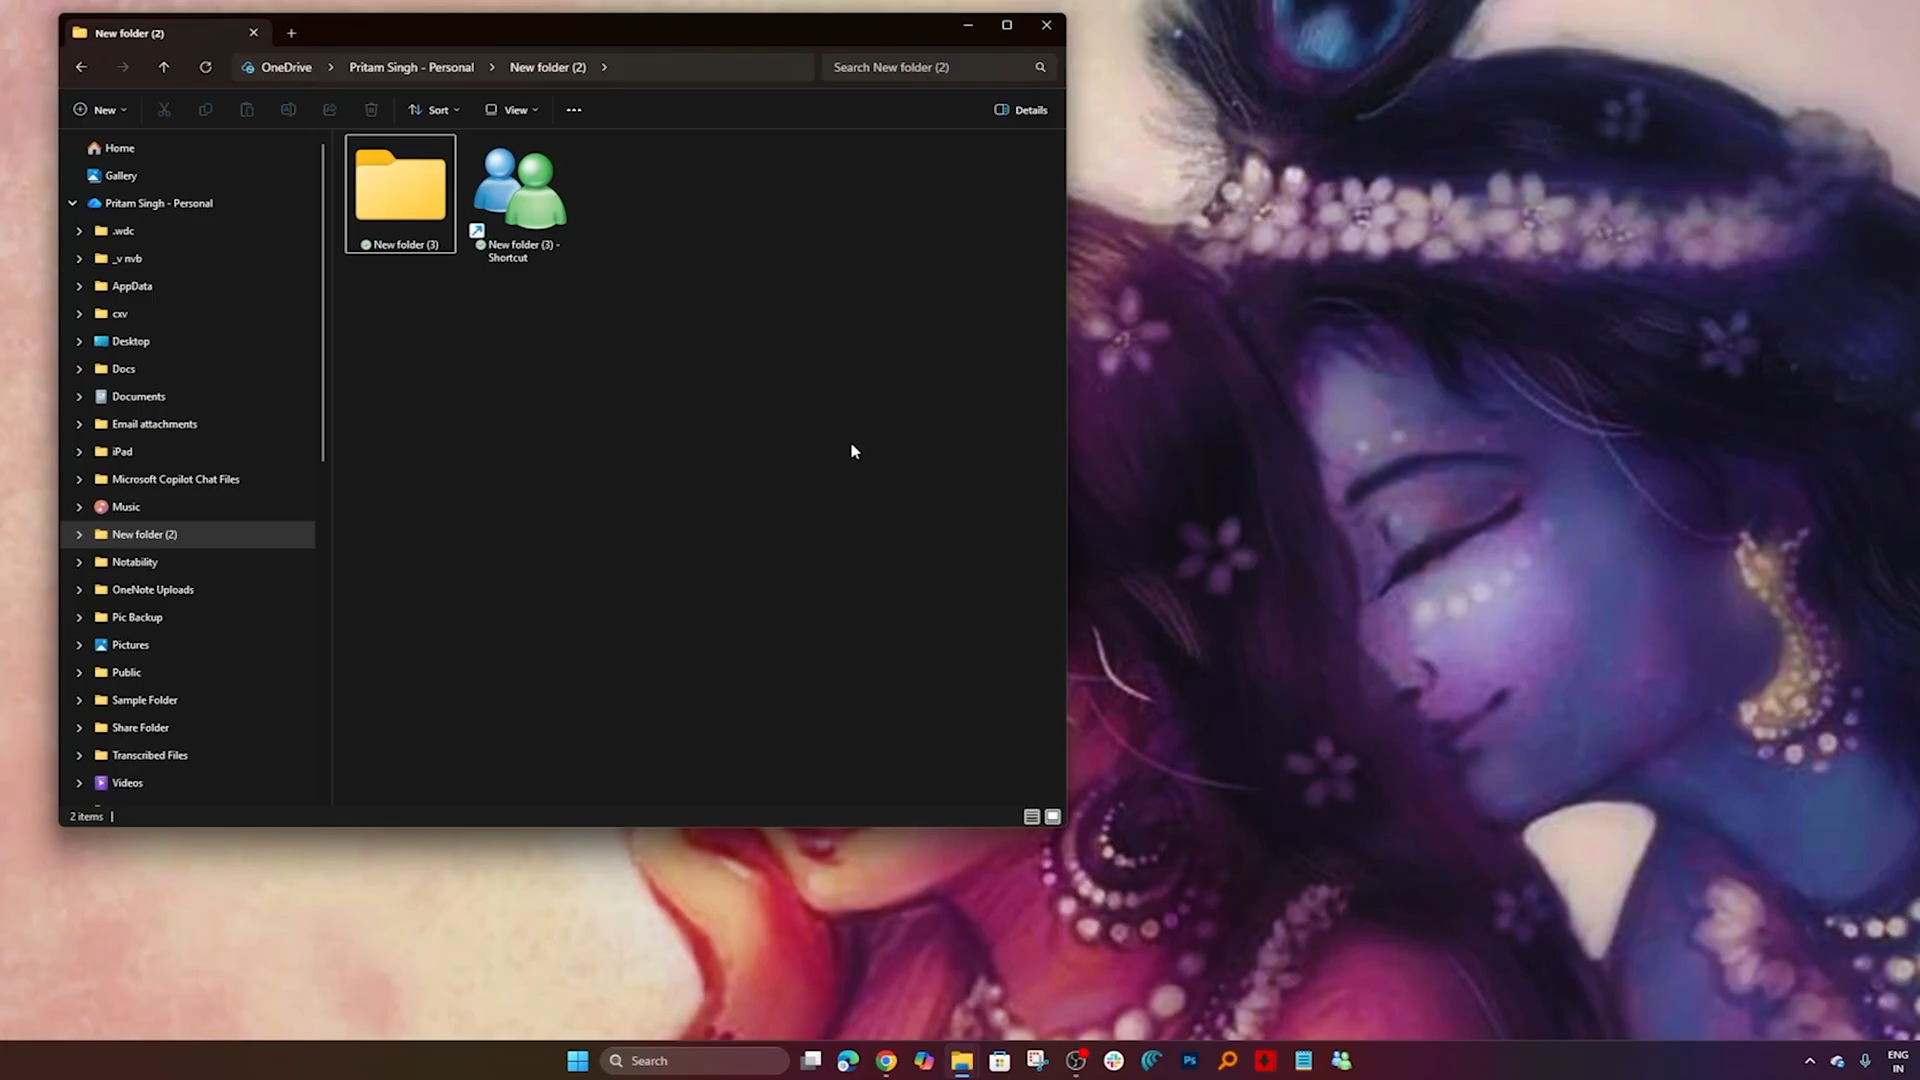 New folder (2)
OneDrive
Pritam Singh - Personal
New folder (2)
Search New folder (2)
New
Sort
View
Details
Home
Gallery
Pritam Singh - Personal
.wdc
_v nvb
AppData
cxv
Desktop
Docs
Documents
Email attachments
iPad
Microsoft Copilot Chat Files
Music
New folder (2)
Notability
OneNote Uploads
Pic Backup
Pictures
Public
Sample Folder
Share Folder
Transcribed Files
Videos
New folder (3)
New folder (3) -
Shortcut
2 items
Search
Ps
ENG
IN